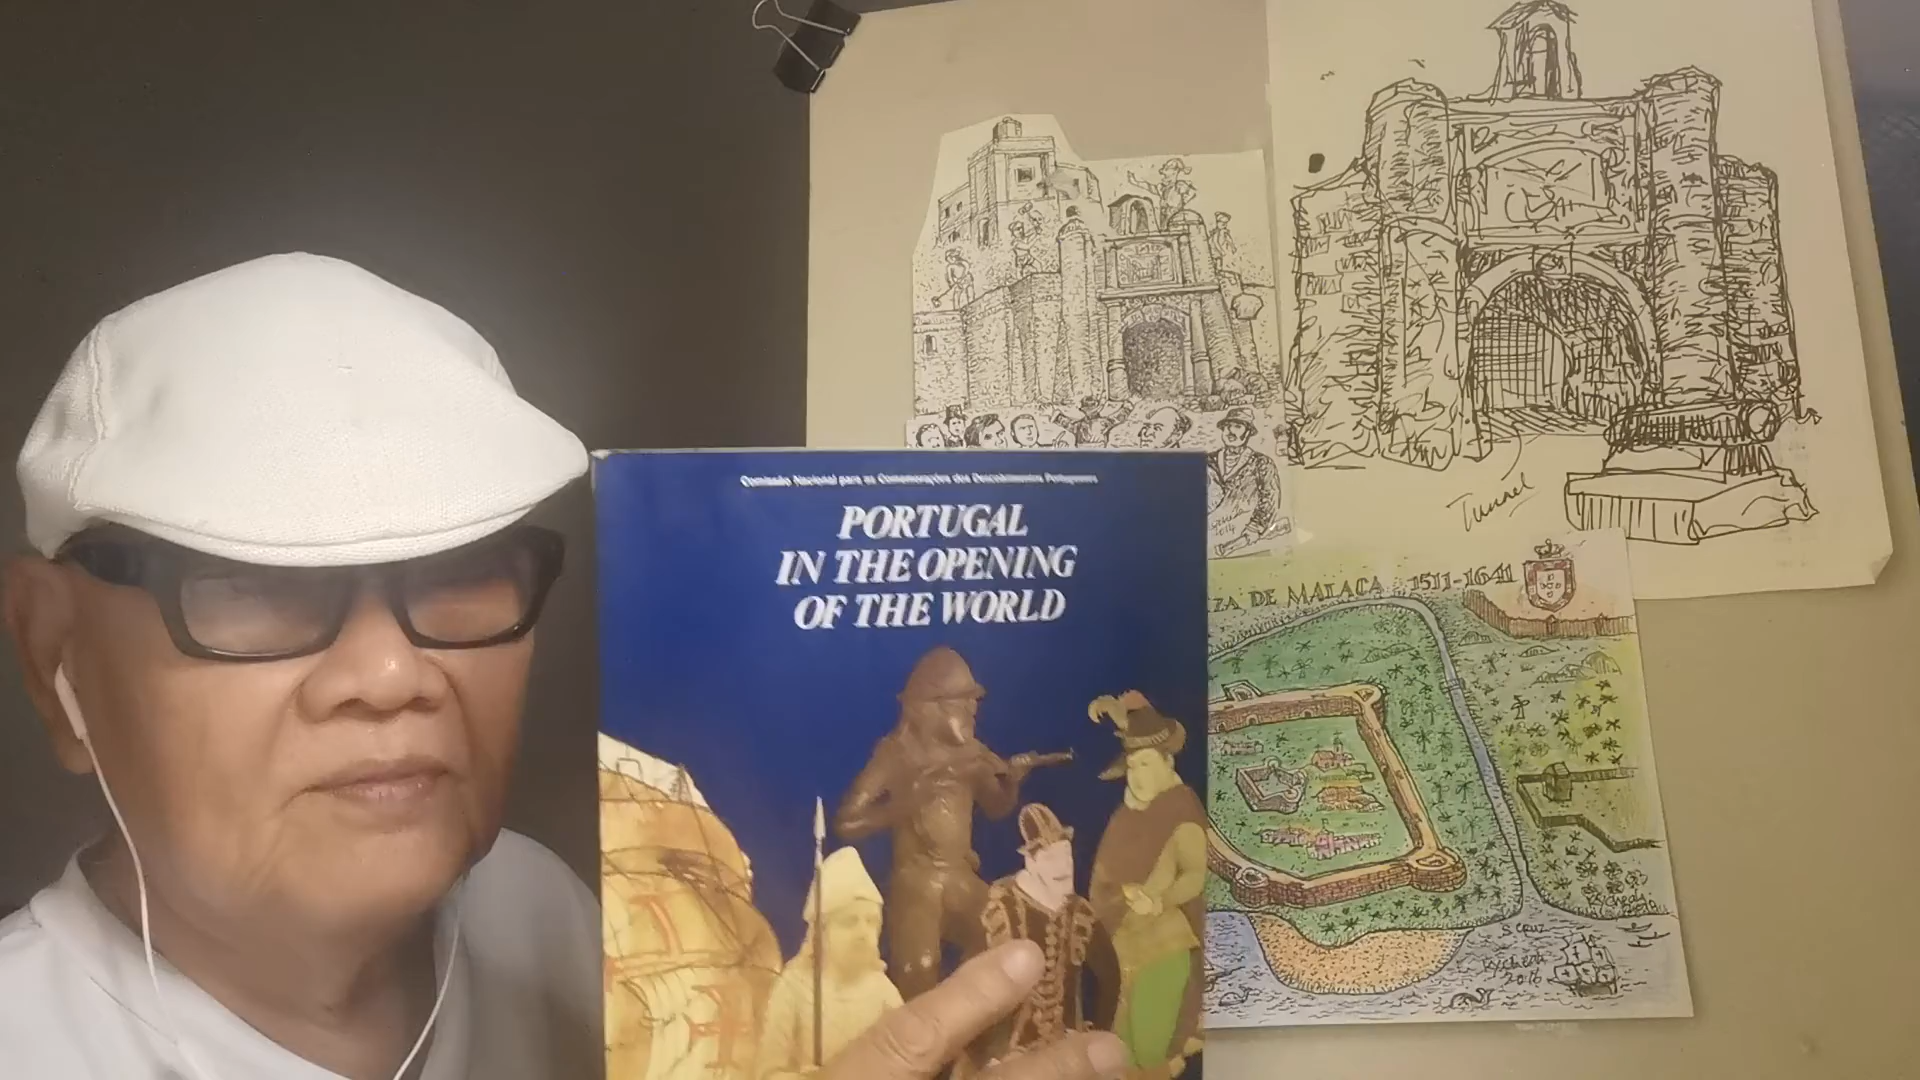 Comissão Nacional para as Comemorações dos Descobrimentos Portugueses
PORTUGAL
IN THE OPENING
OF THE WORLD
Tunnel
ZA DE MALACA 1511-1641
S. CRUZ
2016